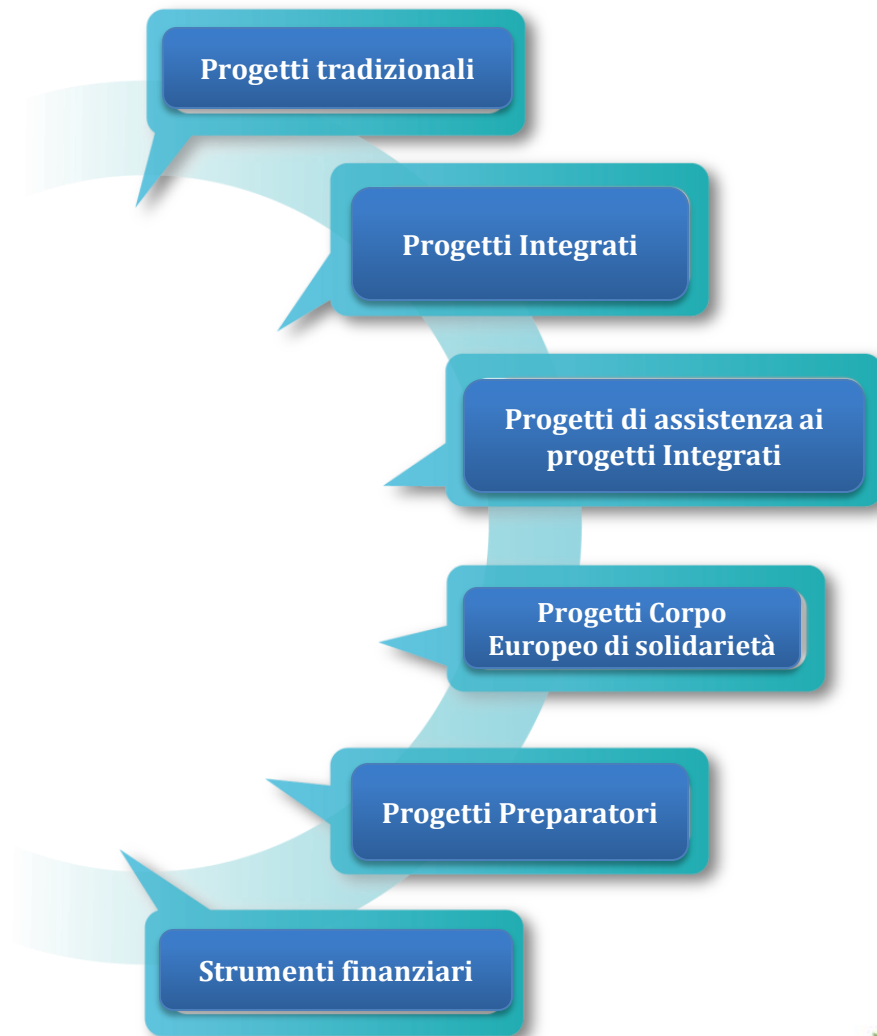 Progetti tradizionali
Progetti Integrati
Progetti di assistenza ai
progetti Integrati
Progetti Corpo
Europeo di solidarietà
Progetti Preparatori
Strumenti finanziari